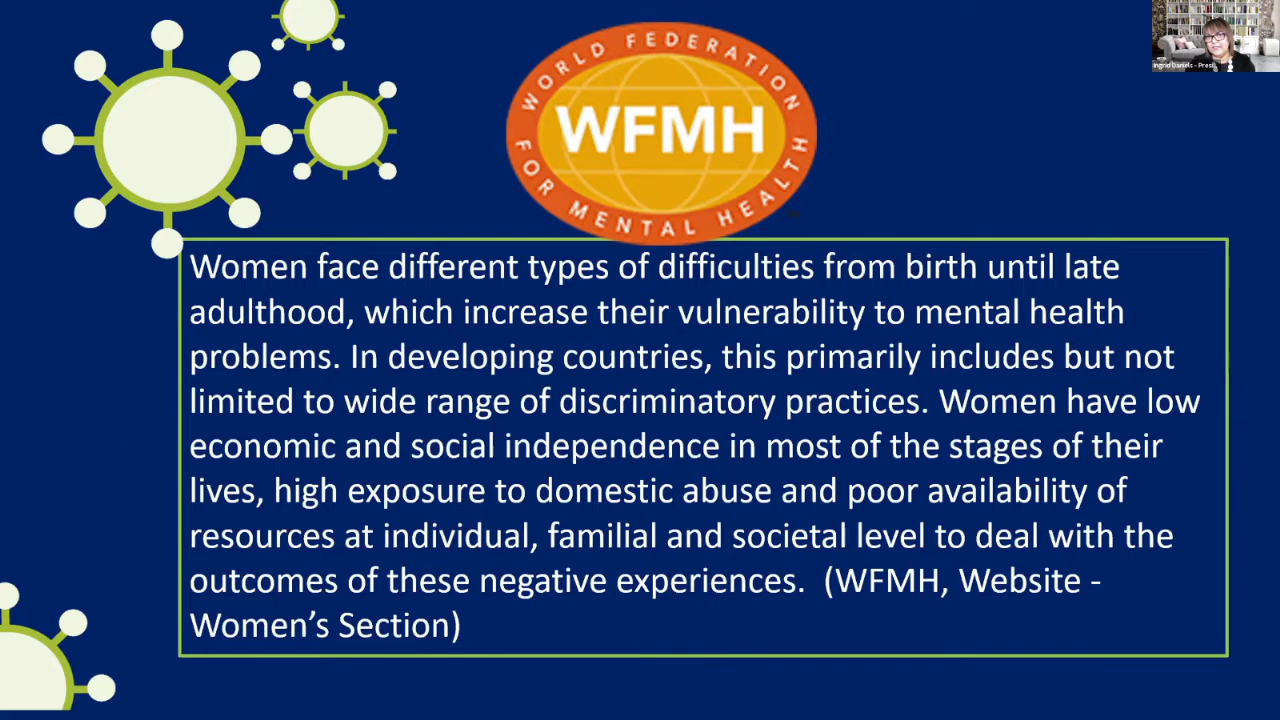 WORLD FEDERATION
WFMH
FOR MENTAL HEALTH
Ingrid Daniels - Presi...
Women face different types of difficulties from birth until late
adulthood, which increase their vulnerability to mental health
problems. In developing countries, this primarily includes but not
limited to wide range of discriminatory practices. Women have low
economic and social independence in most of the stages of their
lives, high exposure to domestic abuse and poor availability of
resources at individual, familial and societal level to deal with the
outcomes of these negative experiences.  (WFMH, Website -
Women’s Section)